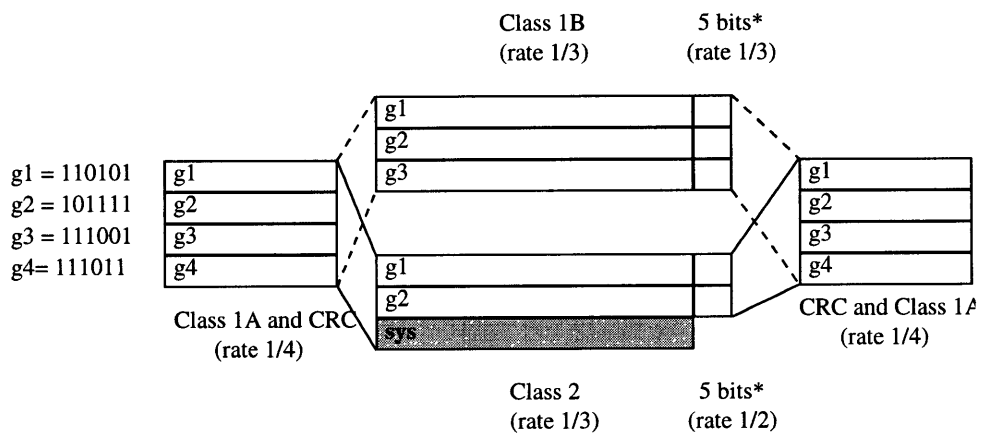 Class 1B 5 bits*
(rate 1/3) (rate 1/3)
g1
g2
g3
g1 = 110101
g2 = 101111
g3 = 111001
g4= 111011
g1
g2
g3
g4
g1
g2
g3
g4
g1
g2
sys
Class 1A and CRC
(rate 1/4)
CRC and Class 1A
(rate 1/4)
Class 2 5 bits*
(rate 1/3) (rate 1/2)